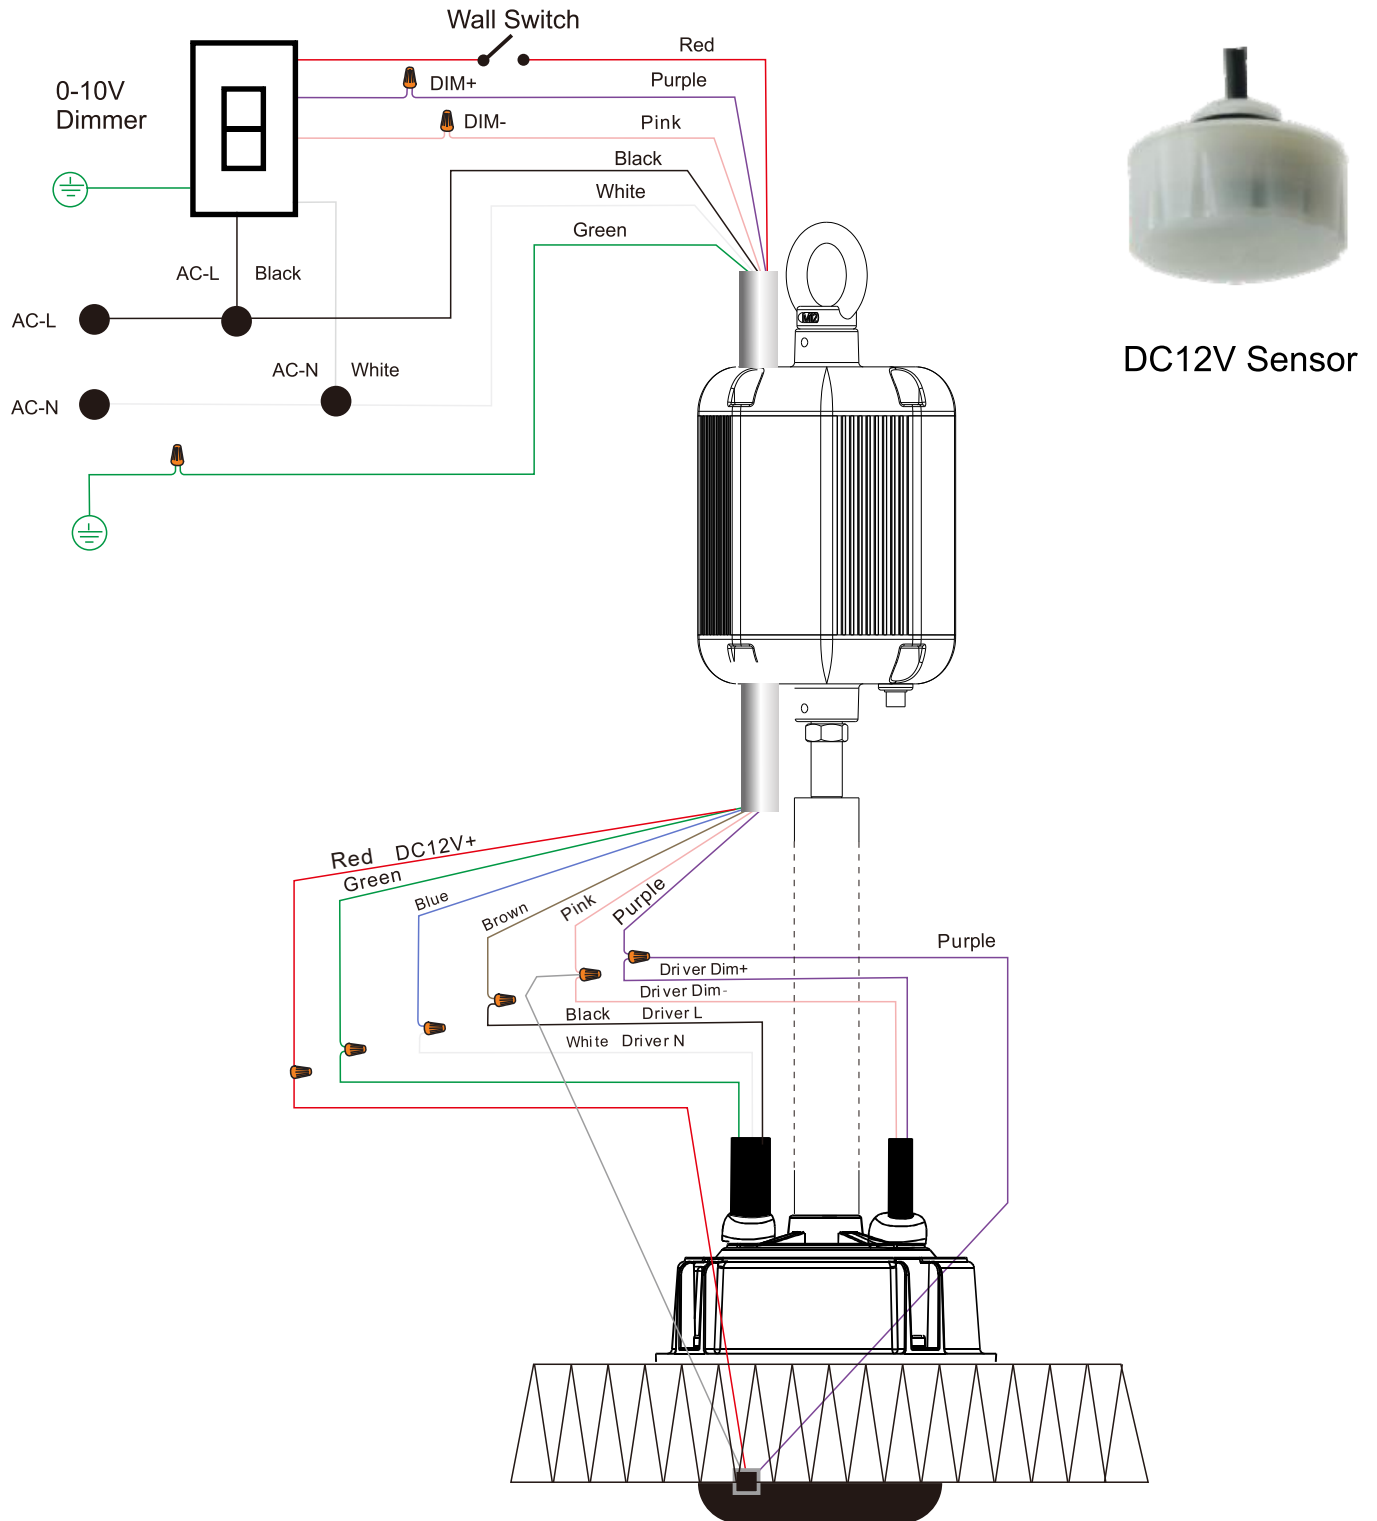 Wall Switch
Red
0-10V
Dimmer
DIM+
Purple
DIM-
Pink
Black
White
Green
AC-L
Black
AC-L
M12
DC12V Sensor
AC-N
White
AC-N
Red DC12V+
Green
Blue
Brown
Pink
Purple
Purple
Driver Dim+
Driver Dim-
Black Driver L
White Driver N